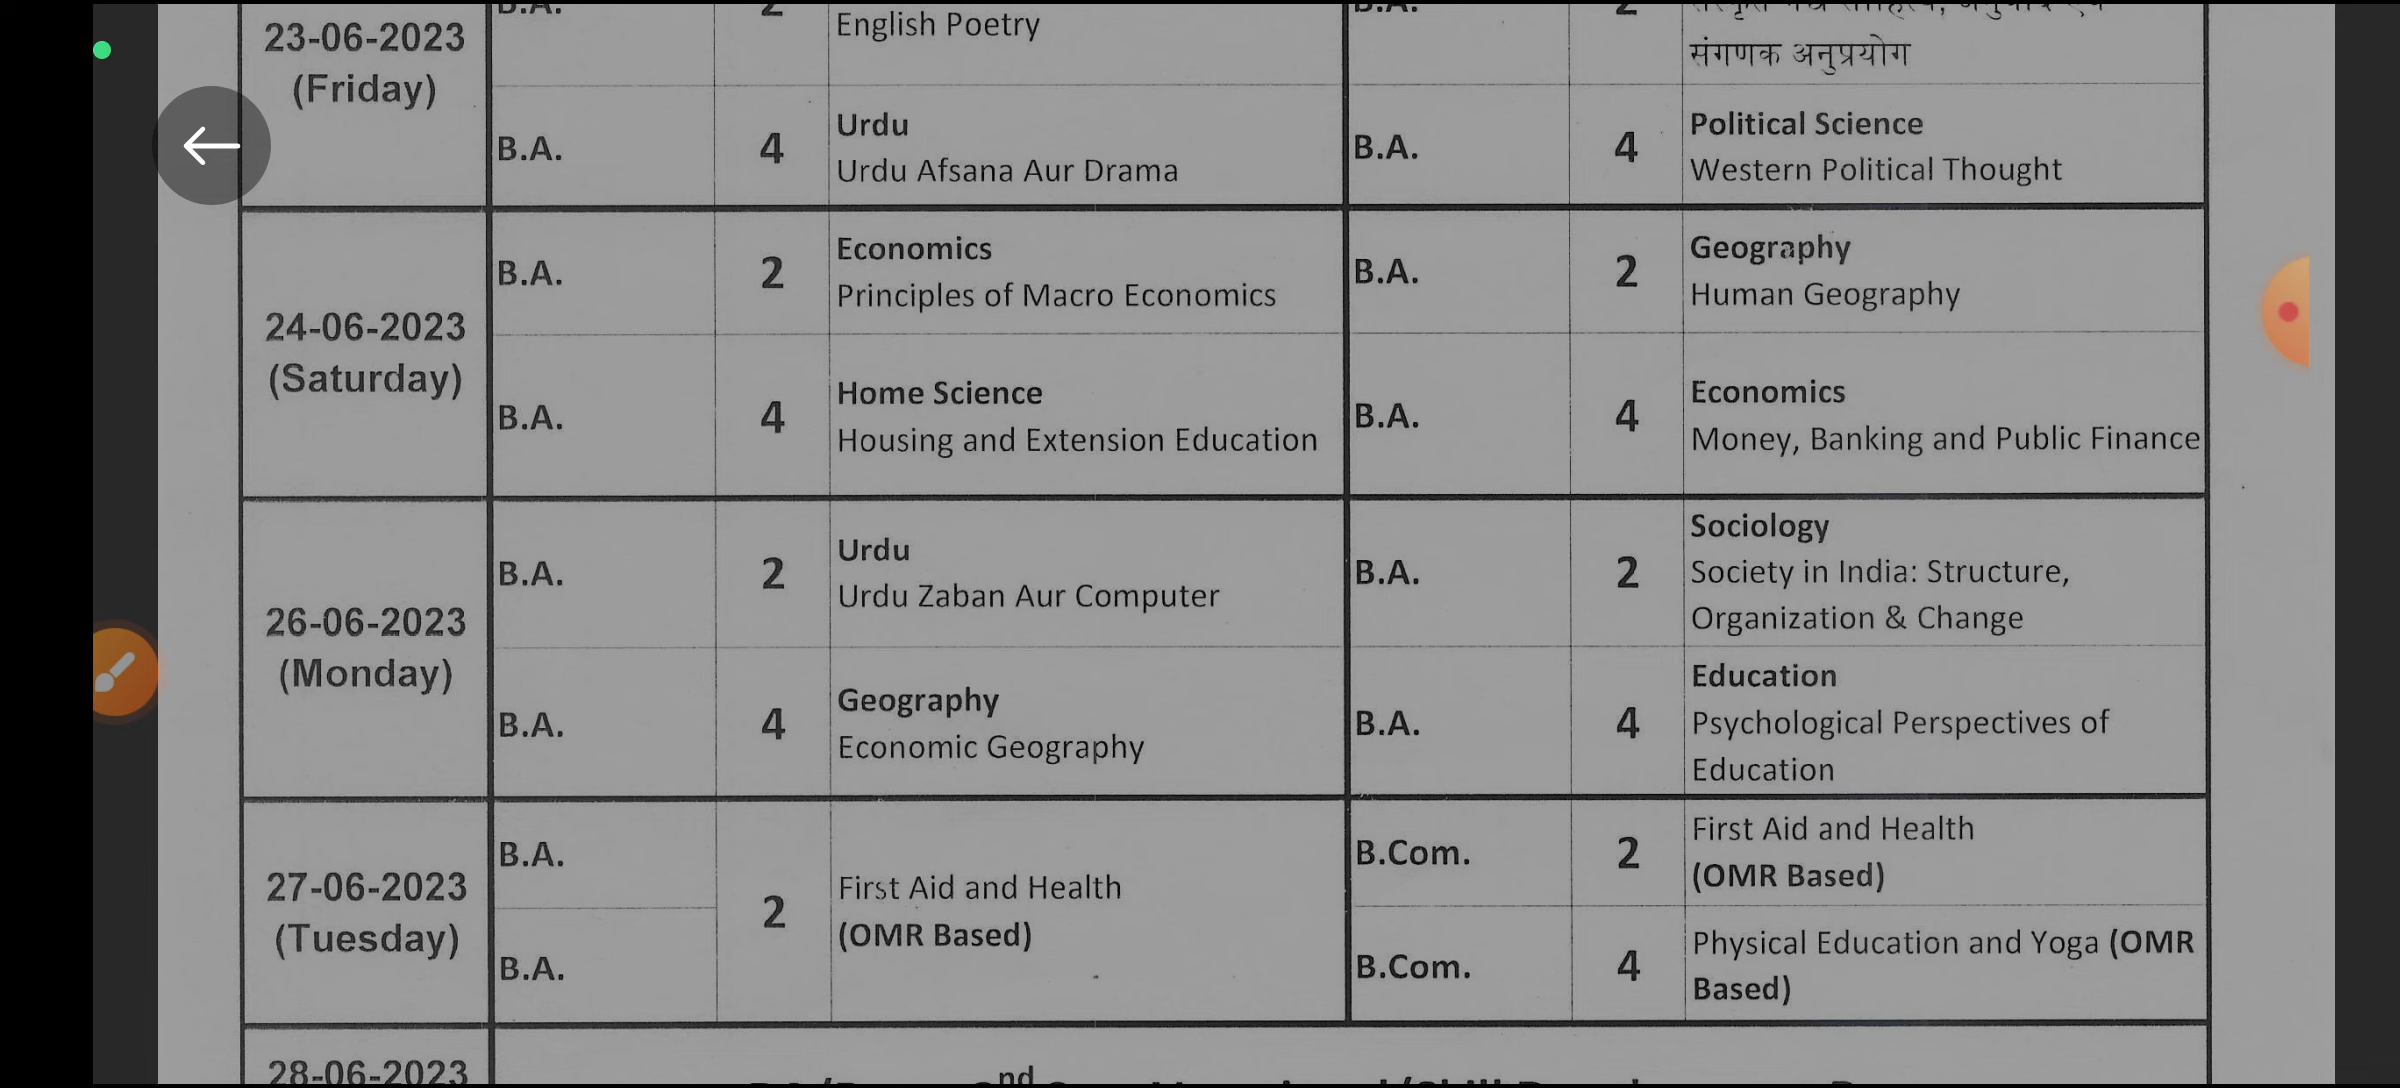 23-06-2023
(Friday)
B.A.
2
English Poetry
B.A.
2
संगणक अनुप्रयोग
B.A.
4
Urdu
Urdu Afsana Aur Drama
B.A.
4
Political Science
Western Political Thought
24-06-2023
(Saturday)
B.A.
2
Economics
Principles of Macro Economics
B.A.
2
Geography
Human Geography
B.A.
4
Home Science
Housing and Extension Education
B.A.
4
Economics
Money, Banking and Public Finance
26-06-2023
(Monday)
B.A.
2
Urdu
Urdu Zaban Aur Computer
B.A.
2
Sociology
Society in India: Structure,
Organization & Change
B.A.
4
Geography
Economic Geography
B.A.
4
Education
Psychological Perspectives of
Education
27-06-2023
(Tuesday)
B.A.
B.A.
2
First Aid and Health
(OMR Based)
B.Com.
2
First Aid and Health
(OMR Based)
B.Com.
4
Physical Education and Yoga (OMR
Based)
28-06-2023